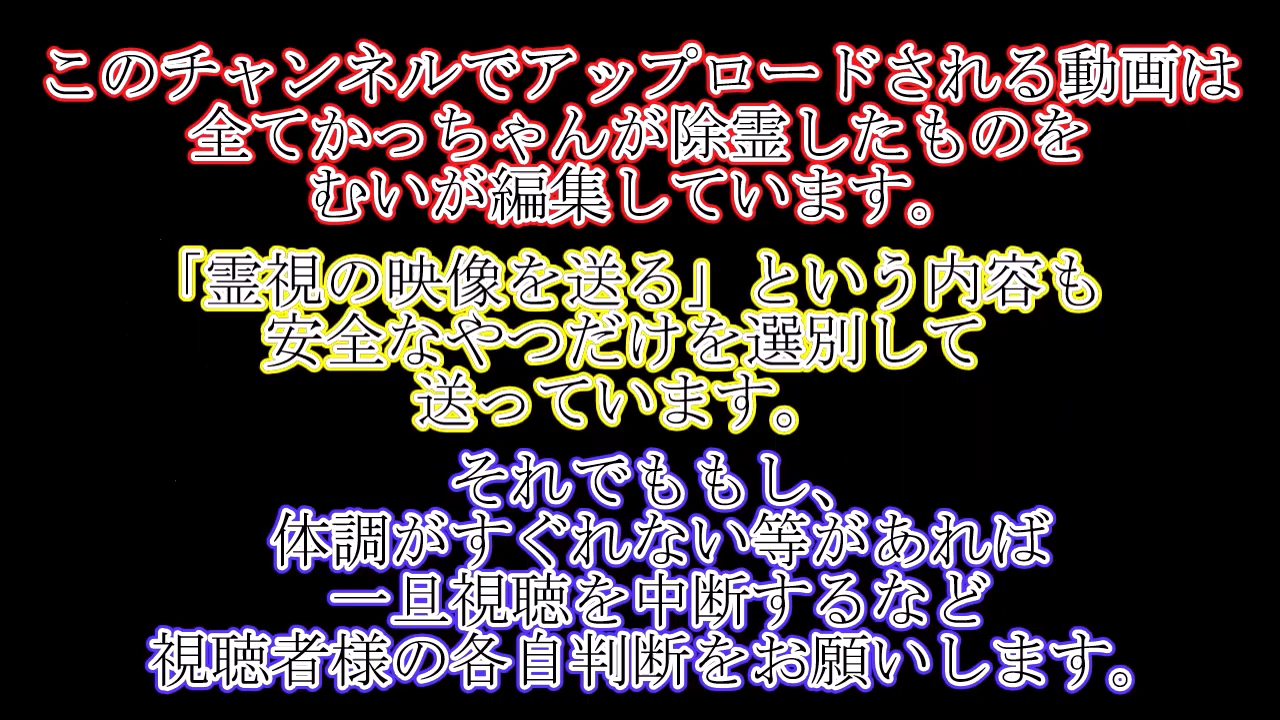 このチャンネルでアップロードされる動画は
全てかっちゃんが除霊したものを
むいが編集しています。
「霊視の映像を送る」という内容も
安全なやつだけを選別して
送っています。
それでももし、
体調がすぐれない等があれば
一旦視聴を中断するなど
視聴者様の各自判断をお願いします。